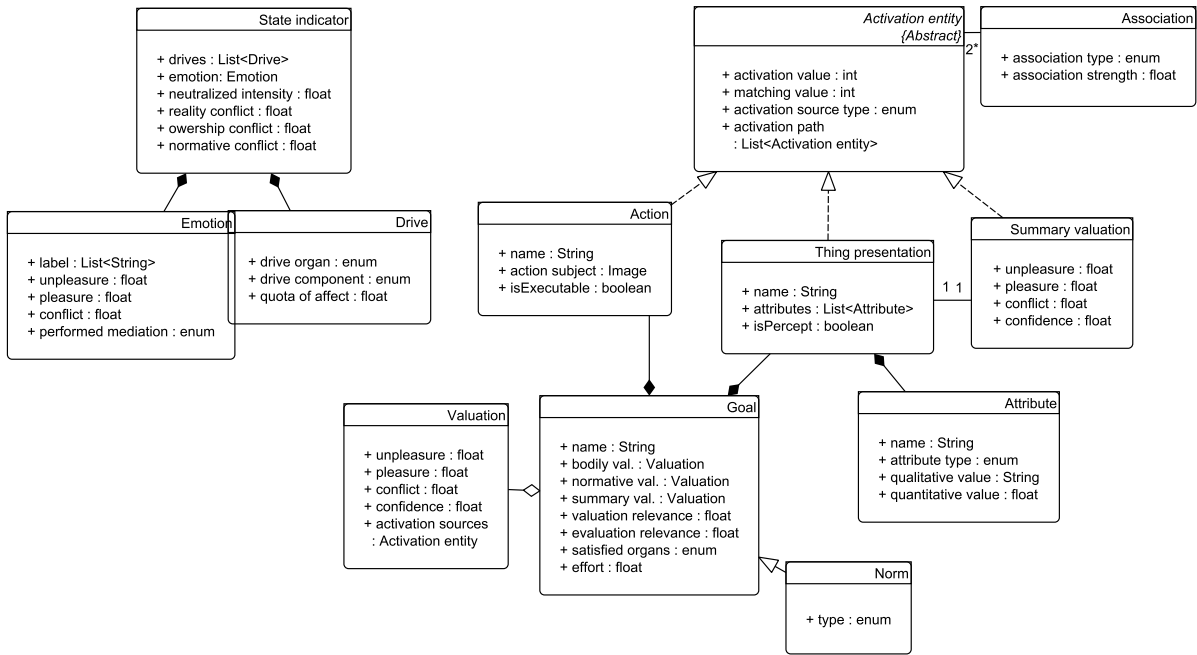 State indicator
+ drives : List<Drive>
+ emotion: Emotion
+ neutralized intensity : float
+ reality conflict : float
+ owership conflict : float
+ normative conflict : float
Activation entity
{Abstract}
+ activation value : int
+ matching value : int
+ activation source type : enum
+ activation path
: List<Activation entity>
2*
Association
+ association type : enum
+ association strength : float
Emotion
+ label : List<String>
+ unpleasure : float
+ pleasure : float
+ conflict : float
+ performed mediation : enum
Drive
+ drive organ : enum
+ drive component : enum
+ quota of affect : float
Action
+ name : String
+ action subject : Image
+ isExecutable : boolean
Thing presentation
+ name : String
+ attributes : List<Attribute>
+ isPercept : boolean
1 1
Summary valuation
+ unpleasure : float
+ pleasure : float
+ conflict : float
+ confidence : float
Valuation
+ unpleasure : float
+ pleasure : float
+ conflict : float
+ confidence : float
+ activation sources
: Activation entity
Goal
+ name : String
+ bodily val. : Valuation
+ normative val. : Valuation
+ summary val. : Valuation
+ valuation relevance : float
+ evaluation relevance : float
+ satisfied organs : enum
+ effort : float
Attribute
+ name : String
+ attribute type : enum
+ qualitative value : String
+ quantitative value : float
Norm
+ type : enum